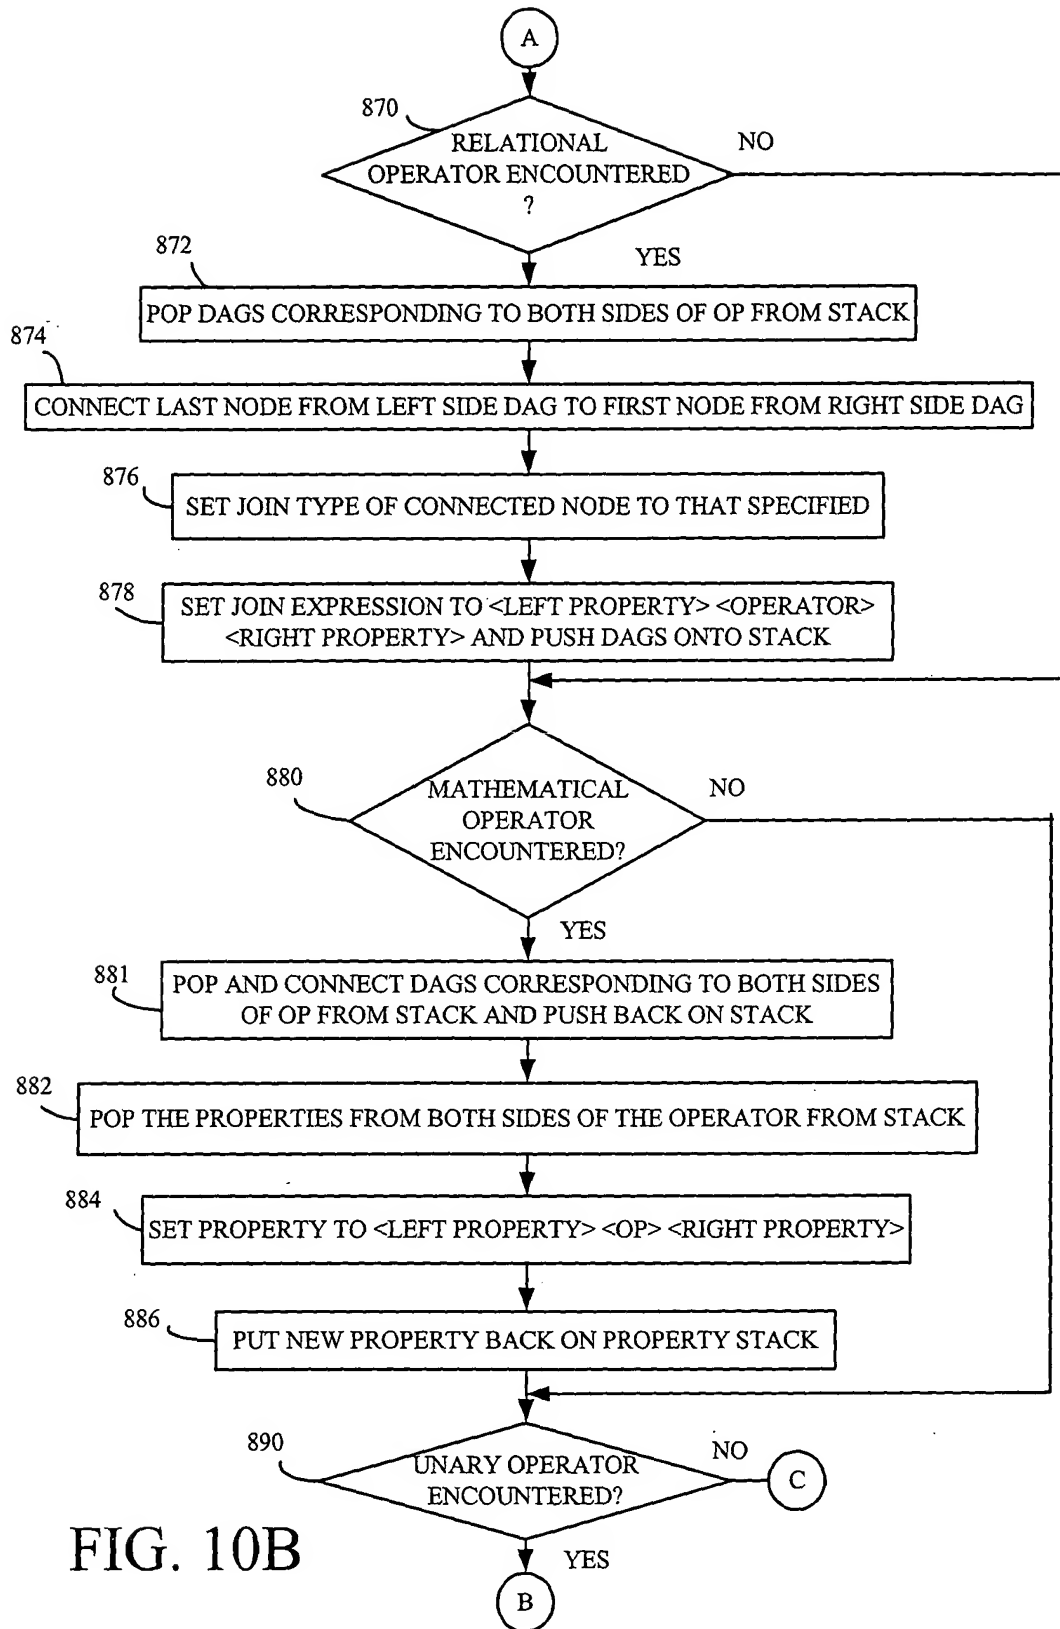 A
870
RELATIONAL
OPERATOR ENCOUNTERED
?
NO
YES
872
POP DAGS CORRESPONDING TO BOTH SIDES OF OP FROM STACK
874
CONNECT LAST NODE FROM LEFT SIDE DAG TO FIRST NODE FROM RIGHT SIDE DAG
876
SET JOIN TYPE OF CONNECTED NODE TO THAT SPECIFIED
878
SET JOIN EXPRESSION TO <LEFT PROPERTY> <OPERATOR>
<RIGHT PROPERTY> AND PUSH DAGS ONTO STACK
880
MATHEMATICAL
OPERATOR
ENCOUNTERED?
NO
YES
881
POP AND CONNECT DAGS CORRESPONDING TO BOTH SIDES
OF OP FROM STACK AND PUSH BACK ON STACK
882
POP THE PROPERTIES FROM BOTH SIDES OF THE OPERATOR FROM STACK
884
SET PROPERTY TO <LEFT PROPERTY> <OP> <RIGHT PROPERTY>
886
PUT NEW PROPERTY BACK ON PROPERTY STACK
890
UNARY OPERATOR
ENCOUNTERED?
NO
C
YES
B
FIG. 10B